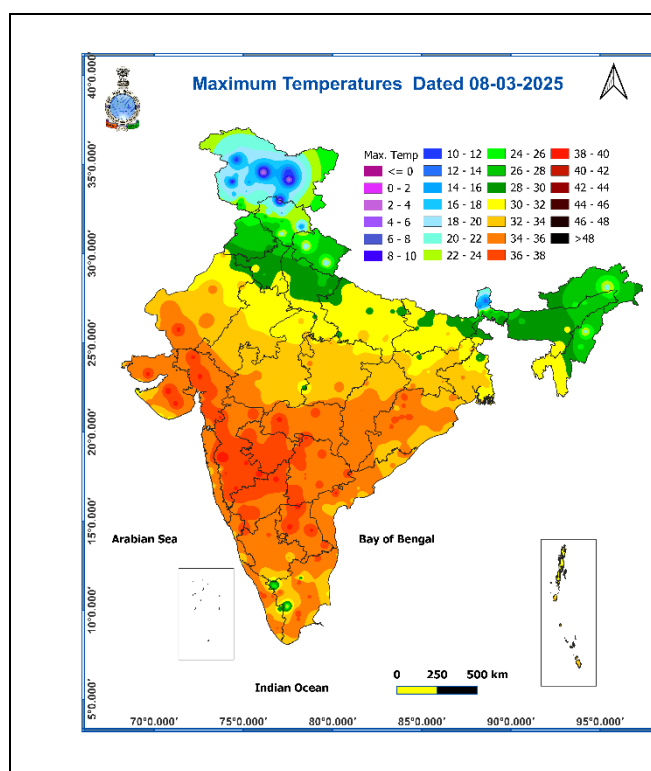 Maximum Temperatures Dated 08-03-2025
Max. Temp
<= 0
0 - 2
2 - 4
4 - 6
6 - 8
8 - 10
10 - 12
12 - 14
14 - 16
16 - 18
18 - 20
20 - 22
22 - 24
24 - 26
26 - 28
28 - 30
30 - 32
32 - 34
34 - 36
36 - 38
38 - 40
40 - 42
42 - 44
44 - 46
46 - 48
>48
40°0.000'
35°0.000'
30°0.000'
25°0.000'
20°0.000'
15°0.000'
10°0.000'
5°0.000'
Arabian Sea
Bay of Bengal
Indian Ocean
0 250 500 km
70°0.000' 75°0.000' 80°0.000' 85°0.000' 90°0.000' 95°0.000'